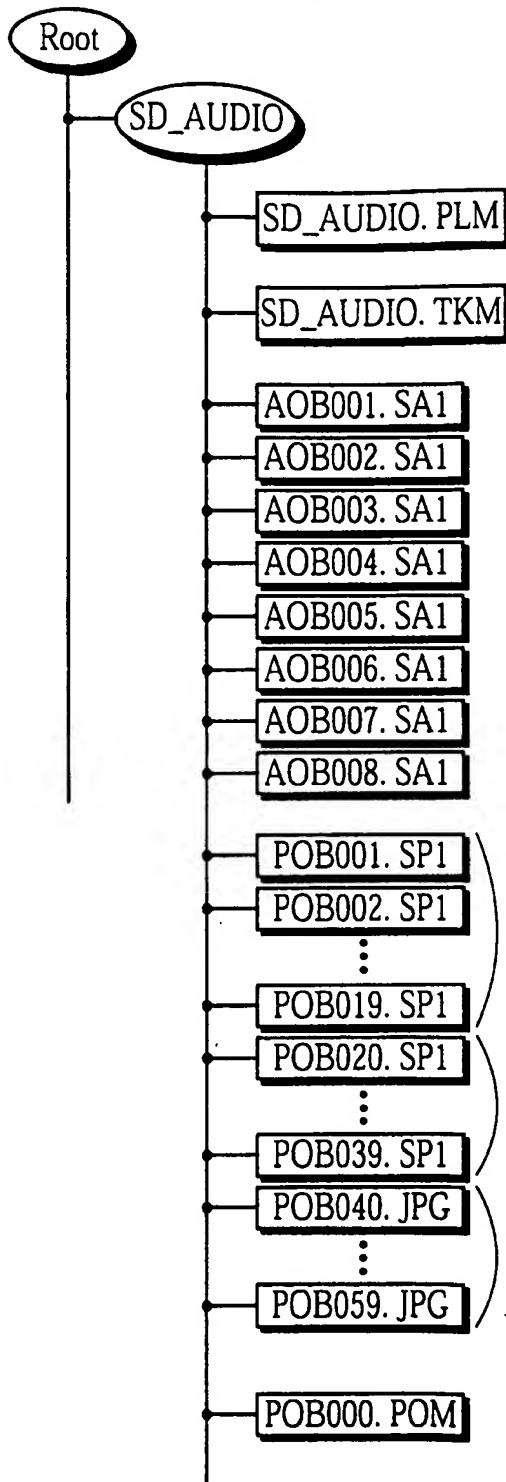 Root
SD_AUDIO
SD_AUDIO. PLM
SD_AUDIO. TKM
AOB001. SA1
AOB002. SA1
AOB003. SA1
AOB004. SA1
AOB005. SA1
AOB006. SA1
AOB007. SA1
AOB008. SA1
POB001. SP1
POB002. SP1
POB019. SP1
POB020. SP1
POB039. SP1
POB040. JPG
POB059. JPG
POB000. POM